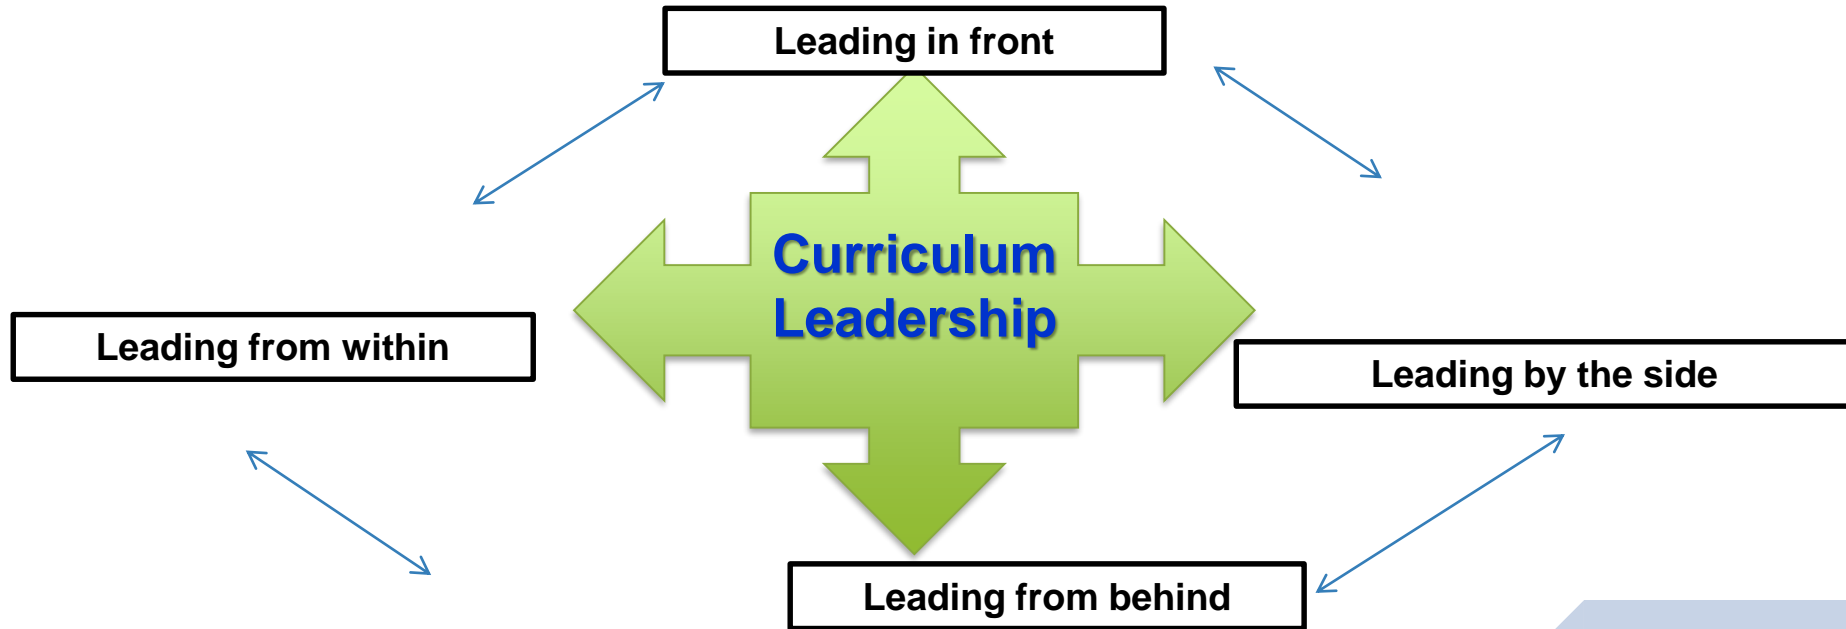 Leading in front
Curriculum
Leadership
Leading from within
Leading by the side
Leading from behind